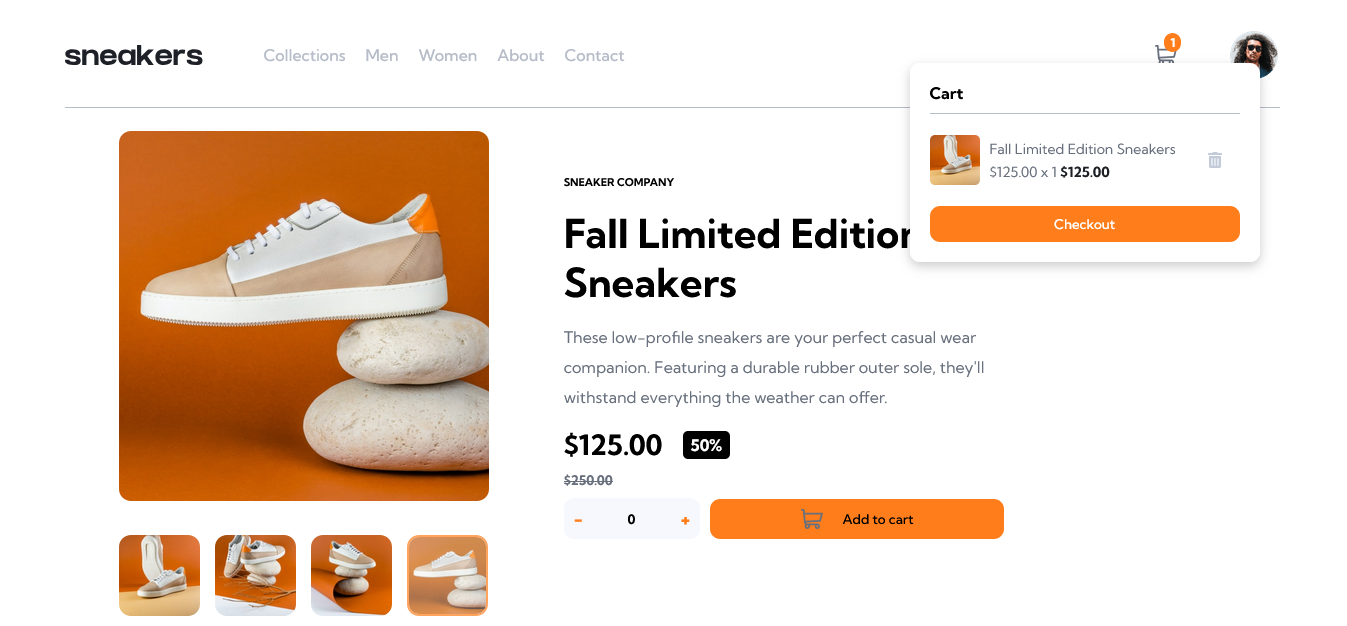 sneakers
Collections Men Women About Contact
1
Cart
Fall Limited Edition Sneakers
$125.00 x 1 $125.00
Checkout
SNEAKER COMPANY
Fall Limited Edition
Sneakers
These low-profile sneakers are your perfect casual wear
companion. Featuring a durable rubber outer sole, they'll
withstand everything the weather can offer.
$125.00 50%
$250.00
- 0 + Add to cart